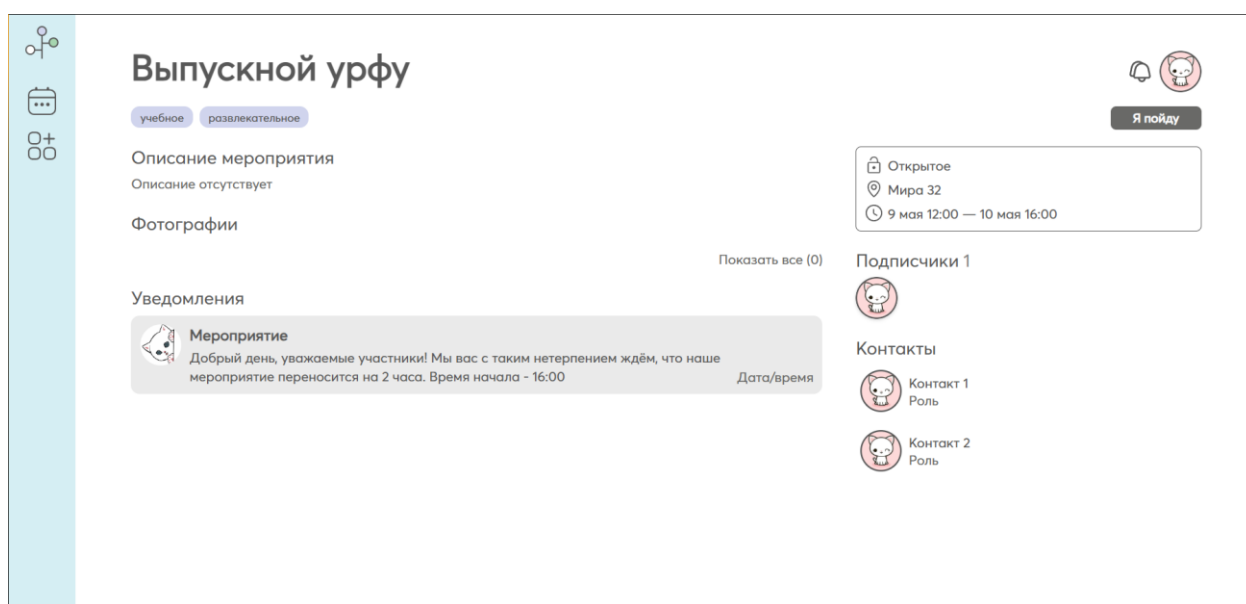 Выпускной урфу
учебное развлекательное
Я пойду
Описание мероприятия
Описание отсутствует
Фотографии
Показать все (0)
Уведомления
Мероприятие
Добрый день, уважаемые участники! Мы вас с таким нетерпением ждём, что наше
мероприятие переносится на 2 часа. Время начала - 16:00
Дата/время
Открытое
Мира 32
9 мая 12:00 — 10 мая 16:00
Подписчики 1
Контакты
Контакт 1
Роль
Контакт 2
Роль